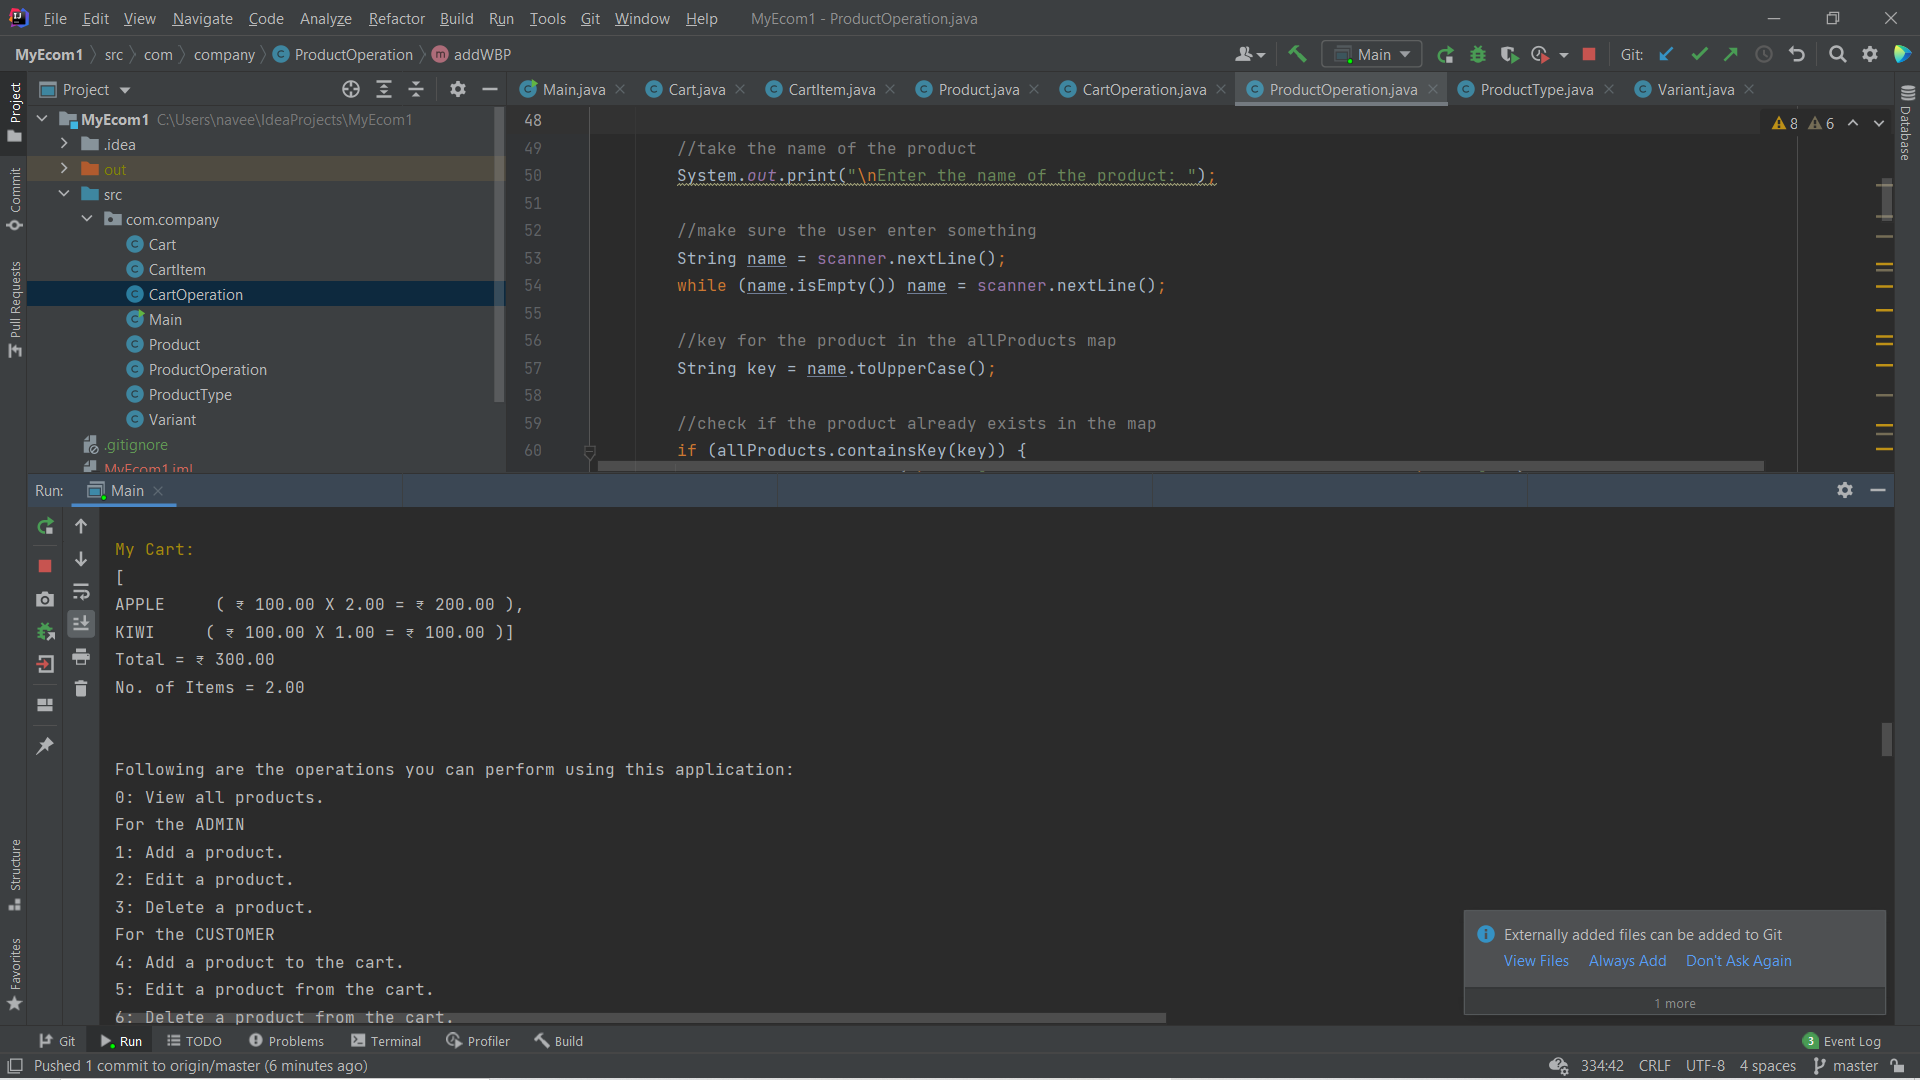 File Edit View Navigate Code Analyze Refactor Build Run Tools Git Window Help MyEcom1 - ProductOperation.java
MyEcom1 src com company ProductOperation addWBP Main Git:
Project Main.java Cart.java CartItem.java Product.java CartOperation.java ProductOperation.java ProductType.java Variant.java
MyEcom1 C:\Users\navee\IdeaProjects\MyEcom1
.idea
out
src
com.company
Cart
CartItem
CartOperation
Main
Product
ProductOperation
ProductType
Variant
.gitignore
MyEcom1.iml
Project
Commit
Pull Requests
Structure
Favorites
Database
8 6
48
49 //take the name of the product
50 System.out.print("\nEnter the name of the product: ");
51
52 //make sure the user enter something
53 String name = scanner.nextLine();
54 while (name.isEmpty()) name = scanner.nextLine();
55
56 //key for the product in the allProducts map
57 String key = name.toUpperCase();
58
59 //check if the product already exists in the map
60 if (allProducts.containsKey(key)) {
Run: Main
My Cart:
[
APPLE ( ₹ 100.00 X 2.00 = ₹ 200.00 ),
KIWI ( ₹ 100.00 X 1.00 = ₹ 100.00 )]
Total = ₹ 300.00
No. of Items = 2.00
Following are the operations you can perform using this application:
0: View all products.
For the ADMIN
1: Add a product.
2: Edit a product.
3: Delete a product.
For the CUSTOMER
4: Add a product to the cart.
5: Edit a product from the cart.
6: Delete a product from the cart.
Externally added files can be added to Git
View Files Always Add Don't Ask Again
1 more
Git Run TODO Problems Terminal Profiler Build 3 Event Log
Pushed 1 commit to origin/master (6 minutes ago) 334:42 CRLF UTF-8 4 spaces master